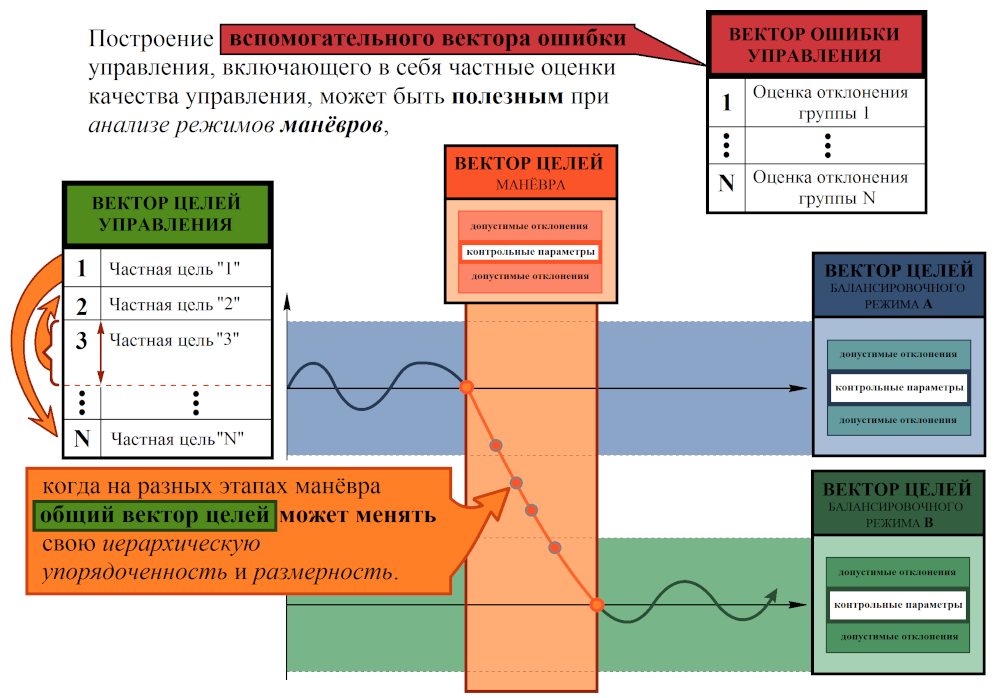 Построение вспомогательного вектора ошибки
управления, включающего в себя частные оценки
качества управления, может быть полезным при
анализе режимов манёвров,
ВЕКТОР ОШИБКИ
УПРАВЛЕНИЯ
1 Оценка отклонения
группы 1
N Оценка отклонения
группы N
ВЕКТОР ЦЕЛЕЙ
МАНЁВРА
допустимые отклонения
контрольные параметры
допустимые отклонения
ВЕКТОР ЦЕЛЕЙ
УПРАВЛЕНИЯ
1 Частная цель "1"
2 Частная цель "2"
3 Частная цель "3"
N Частная цель "N"
ВЕКТОР ЦЕЛЕЙ
БАЛАНСИРОВОЧНОГО
РЕЖИМА А
допустимые отклонения
контрольные параметры
допустимые отклонения
когда на разных этапах манёвра
общий вектор целей может менять
свою иерархическую
упорядоченность и размерность.
ВЕКТОР ЦЕЛЕЙ
БАЛАНСИРОВОЧНОГО
РЕЖИМА В
допустимые отклонения
контрольные параметры
допустимые отклонения